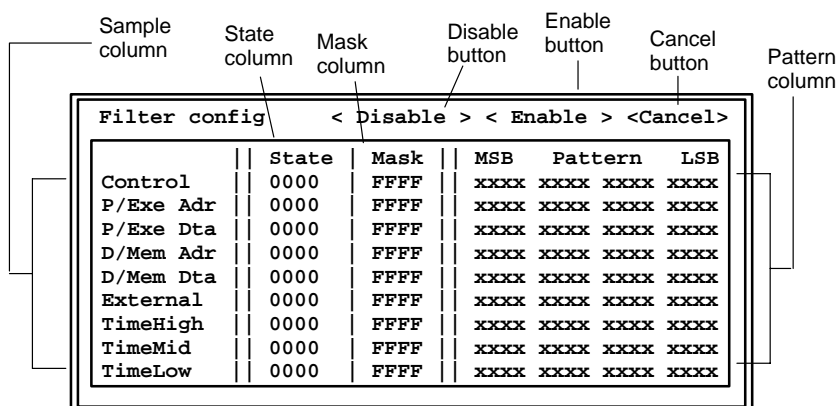 Sample column
State column
Mask column
Disable button
Enable button
Cancel button
Pattern column
Filter config < Disable > < Enable > <Cancel>
|| State | Mask || MSB Pattern LSB
Control || 0000 | FFFF || xxxx xxxx xxxx xxxx
P/Exe Adr || 0000 | FFFF || xxxx xxxx xxxx xxxx
P/Exe Dta || 0000 | FFFF || xxxx xxxx xxxx xxxx
D/Mem Adr || 0000 | FFFF || xxxx xxxx xxxx xxxx
D/Mem Dta || 0000 | FFFF || xxxx xxxx xxxx xxxx
External || 0000 | FFFF || xxxx xxxx xxxx xxxx
TimeHigh || 0000 | FFFF || xxxx xxxx xxxx xxxx
TimeMid || 0000 | FFFF || xxxx xxxx xxxx xxxx
TimeLow || 0000 | FFFF || xxxx xxxx xxxx xxxx